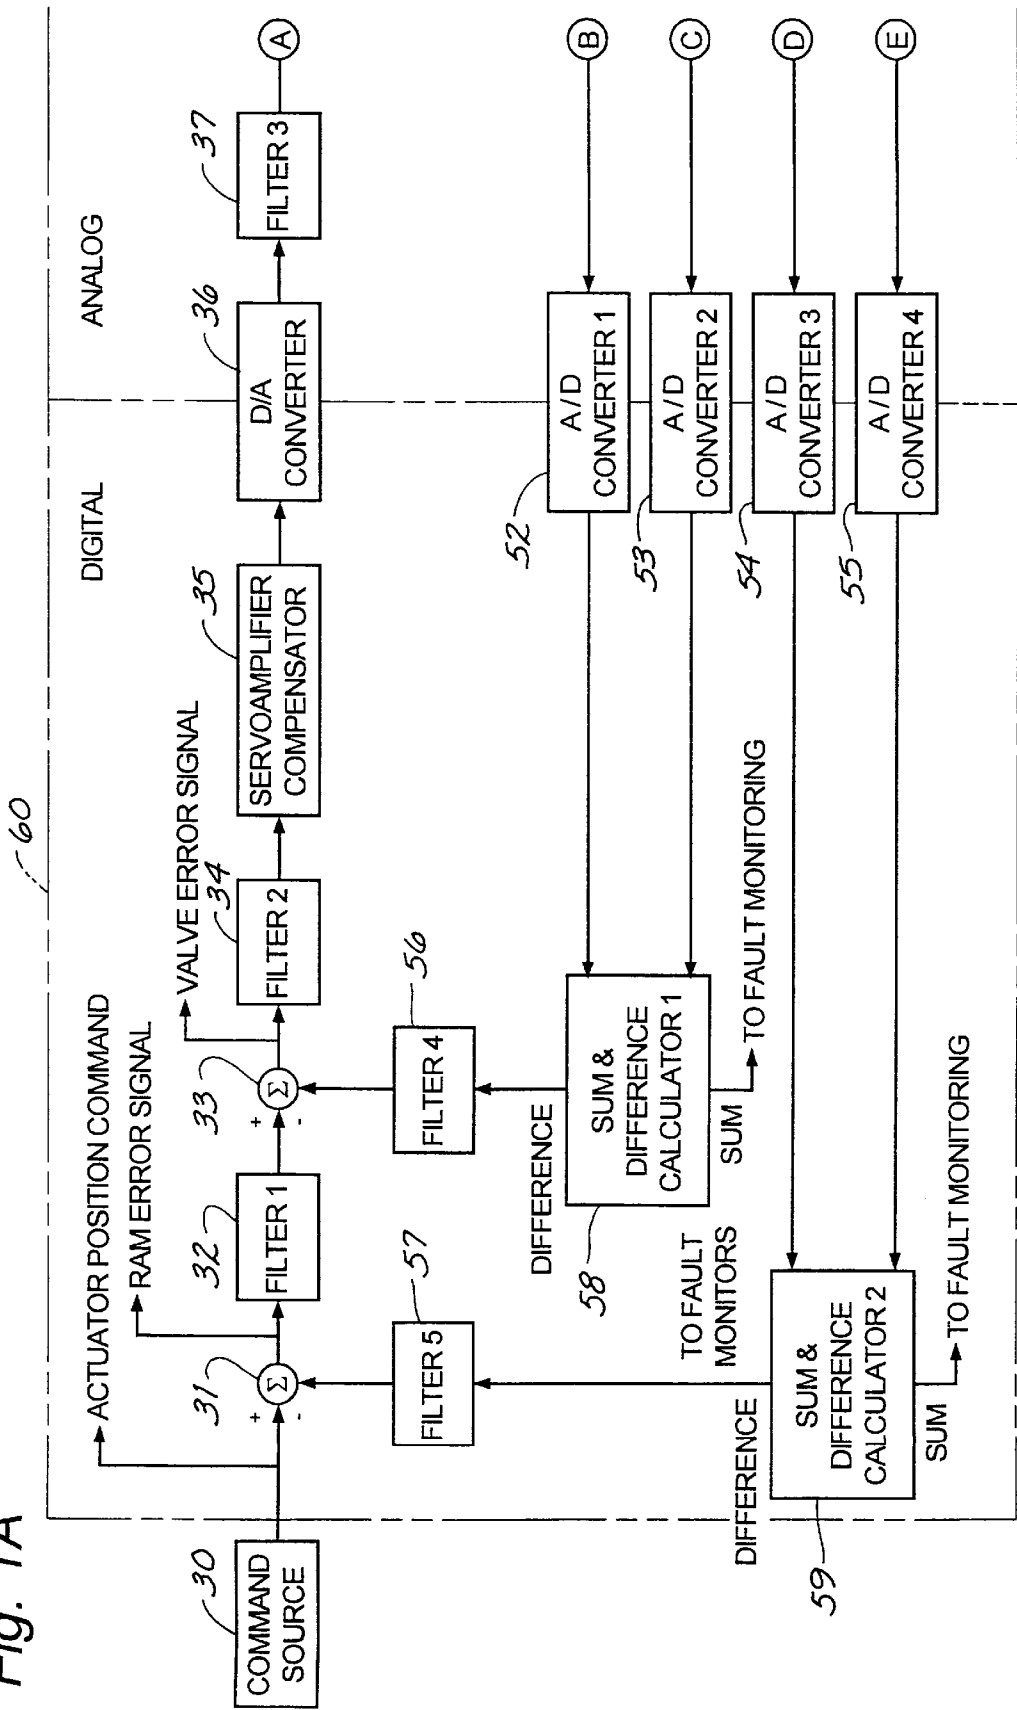 Fig. 1A
60
DIGITAL
ANALOG
ACTUATOR POSITION COMMAND
RAM ERROR SIGNAL
VALVE ERROR SIGNAL
30
COMMAND
SOURCE
31
+
-
Σ
32
FILTER 1
33
+
-
Σ
34
FILTER 2
35
SERVOAMPLIFIER
COMPENSATOR
36
D/A
CONVERTER
37
FILTER 3
A
57
FILTER 5
56
FILTER 4
TO FAULT
MONITORS
DIFFERENCE
58
SUM &
DIFFERENCE
CALCULATOR 1
SUM
TO FAULT MONITORING
52
A/D
CONVERTER 1
B
53
A/D
CONVERTER 2
C
DIFFERENCE
59
SUM &
DIFFERENCE
CALCULATOR 2
SUM
TO FAULT MONITORING
54
A/D
CONVERTER 3
D
55
A/D
CONVERTER 4
E